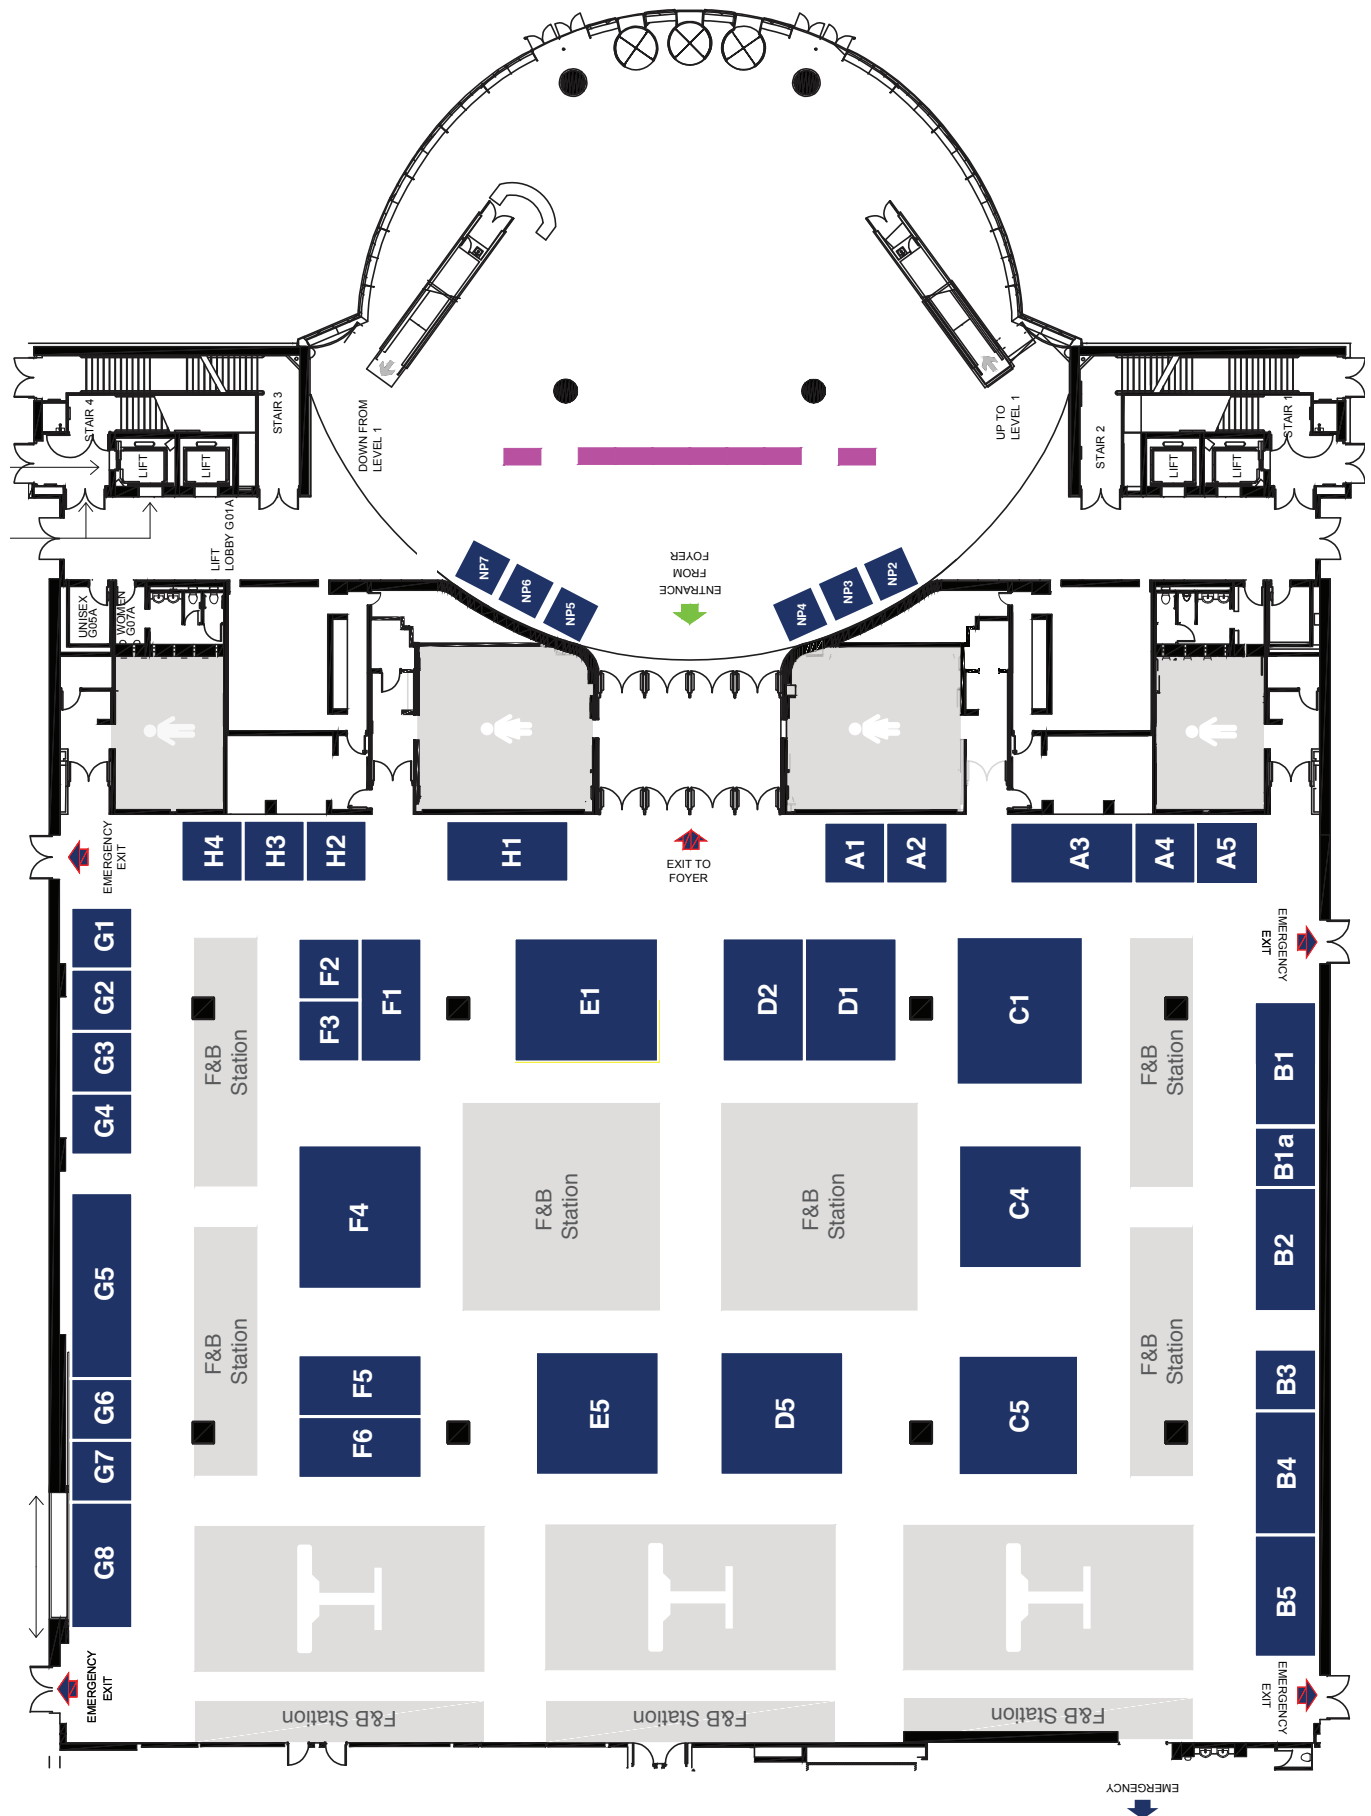 STAIR 4
LIFT
LIFT
STAIR 3
DOWN FROM
LEVEL 1
UP TO
LEVEL 1
STAIR 2
LIFT
LIFT
STAIR 1
LIFT
LOBBY G01A
UNISEX
G05A
WOMEN
G07A
NP7
NP6
NP5
ENTRANCE
FROM
FOYER
NP4
NP3
NP2
EMERGENCY
EXIT
H4
H3
H2
H1
EXIT TO
FOYER
A1
A2
A3
A4
A5
EMERGENCY
EXIT
G1
G2
G3
G4
G5
G6
G7
G8
F&B
Station
F&B
Station
F2
F3
F1
F4
F5
F6
E1
F&B
Station
E5
D2
D1
F&B
Station
D5
C1
C4
C5
F&B
Station
F&B
Station
B1
B1a
B2
B3
B4
B5
EMERGENCY
EXIT
F&B Station
F&B Station
F&B Station
EMERGENCY
EXIT
EMERGENCY